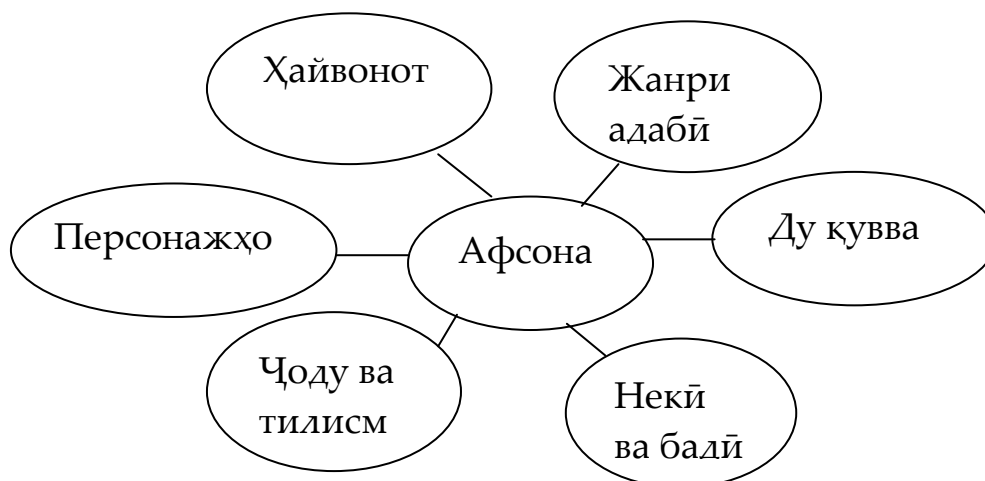 Ҳайвонот
Жанри
адабӣ
Персонажҳо
Афсона
Ду қувва
Ҷоду ва
тилисм
Некӣ
ва бадӣ